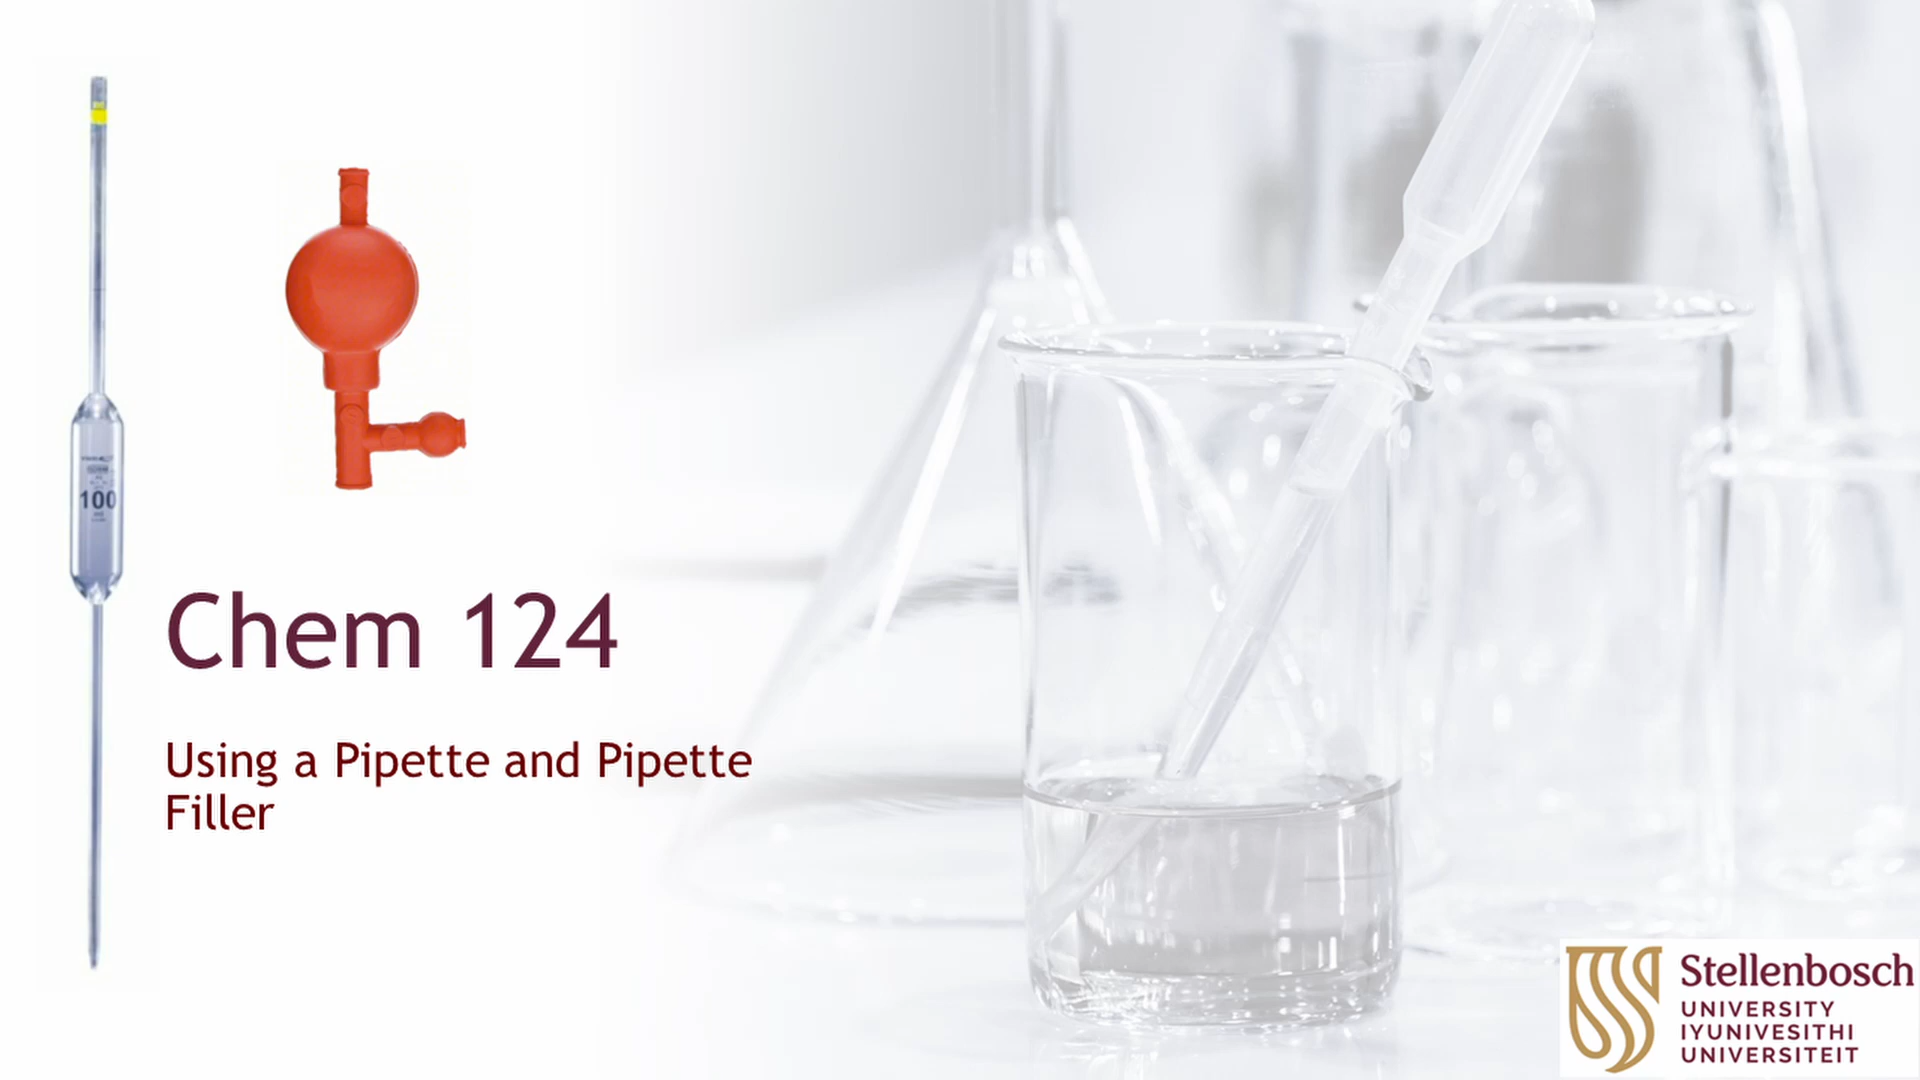 100
Chem 124
Using a Pipette and Pipette
Filler
Stellenbosch
UNIVERSITY
IYUNIVESITHI
UNIVERSITEIT